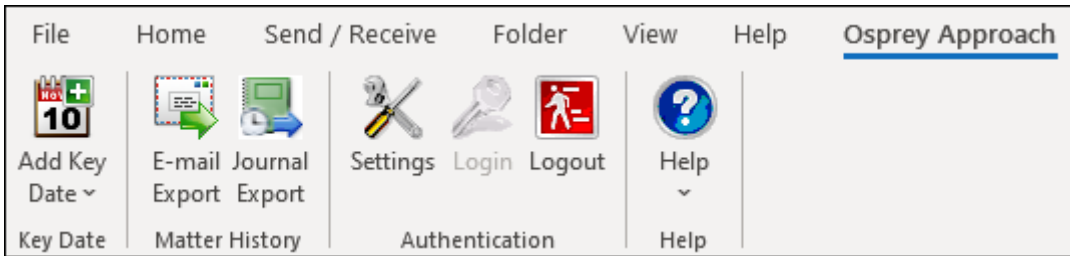 File Home Send / Receive Folder View Help Osprey Approach
NOV
10
Add Key E-mail Journal Settings Login Logout Help
Date Export Export
Key Date Matter History Authentication Help